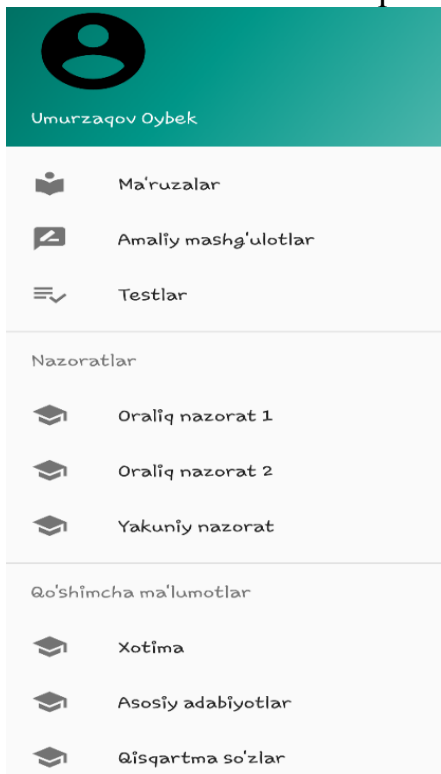 Umurzaqov Oybek
Ma'ruzalar
Amaliy mashg'ulotlar
Testlar
Nazoratlar
Oraliq nazorat 1
Oraliq nazorat 2
Yakuniy nazorat
Qo'shimcha ma'lumotlar
Xotima
Asosiy adabiyotlar
Qisqartma so'zlar